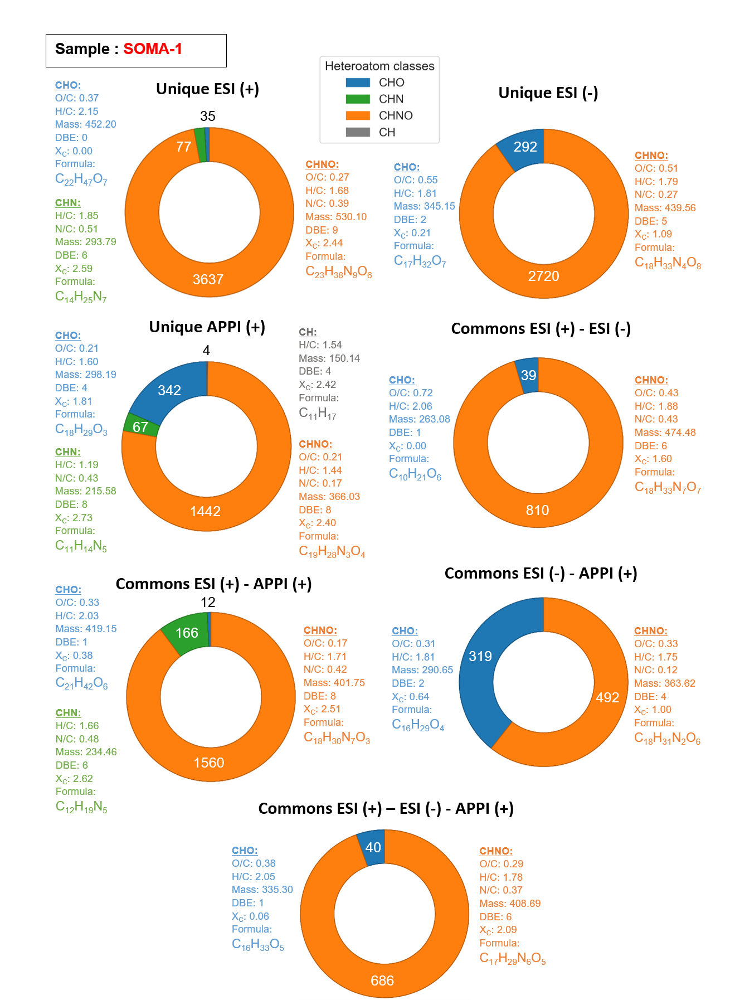 Sample : SOMA-1
Heteroatom classes
CHO
CHN
CHNO
CH
Unique ESI (+)
CHO:
O/C: 0.37
H/C: 2.15
Mass: 452.20
DBE: 0
XC: 0.00
Formula:
C22H47O7
CHN:
H/C: 1.85
N/C: 0.51
Mass: 293.79
DBE: 6
XC: 2.59
Formula:
C14H25N7
35
77
3637
CHNO:
O/C: 0.27
H/C: 1.68
N/C: 0.39
Mass: 530.10
DBE: 9
XC: 2.44
Formula:
C23H38N9O6
Unique ESI (-)
CHO:
O/C: 0.55
H/C: 1.81
Mass: 345.15
DBE: 2
XC: 0.21
Formula:
C17H32O7
292
2720
CHNO:
O/C: 0.51
H/C: 1.79
N/C: 0.27
Mass: 439.56
DBE: 5
XC: 1.09
Formula:
C18H33N4O8
Unique APPI (+)
CHO:
O/C: 0.21
H/C: 1.60
Mass: 298.19
DBE: 4
XC: 1.81
Formula:
C18H29O3
CHN:
H/C: 1.19
N/C: 0.43
Mass: 215.58
DBE: 8
XC: 2.73
Formula:
C11H14N5
4
342
67
1442
CH:
H/C: 1.54
Mass: 150.14
DBE: 4
XC: 2.42
Formula:
C11H17
CHNO:
O/C: 0.21
H/C: 1.44
N/C: 0.17
Mass: 366.03
DBE: 8
XC: 2.40
Formula:
C19H28N3O4
Commons ESI (+) - ESI (-)
CHO:
O/C: 0.72
H/C: 2.06
Mass: 263.08
DBE: 1
XC: 0.00
Formula:
C10H21O6
39
810
CHNO:
O/C: 0.43
H/C: 1.88
N/C: 0.43
Mass: 474.48
DBE: 6
XC: 1.60
Formula:
C18H33N7O7
Commons ESI (+) - APPI (+)
CHO:
O/C: 0.33
H/C: 2.03
Mass: 419.15
DBE: 1
XC: 0.38
Formula:
C21H42O6
CHN:
H/C: 1.66
N/C: 0.48
Mass: 234.46
DBE: 6
XC: 2.62
Formula:
C12H19N5
12
166
1560
CHNO:
O/C: 0.17
H/C: 1.71
N/C: 0.42
Mass: 401.75
DBE: 8
XC: 2.51
Formula:
C18H30N7O3
Commons ESI (-) - APPI (+)
CHO:
O/C: 0.31
H/C: 1.81
Mass: 290.65
DBE: 2
XC: 0.64
Formula:
C16H29O4
319
492
CHNO:
O/C: 0.33
H/C: 1.75
N/C: 0.12
Mass: 363.62
DBE: 4
XC: 1.00
Formula:
C18H31N2O6
Commons ESI (+) – ESI (-) - APPI (+)
CHO:
O/C: 0.38
H/C: 2.05
Mass: 335.30
DBE: 1
XC: 0.06
Formula:
C16H33O5
40
686
CHNO:
O/C: 0.29
H/C: 1.78
N/C: 0.37
Mass: 408.69
DBE: 6
XC: 2.09
Formula:
C17H29N6O5